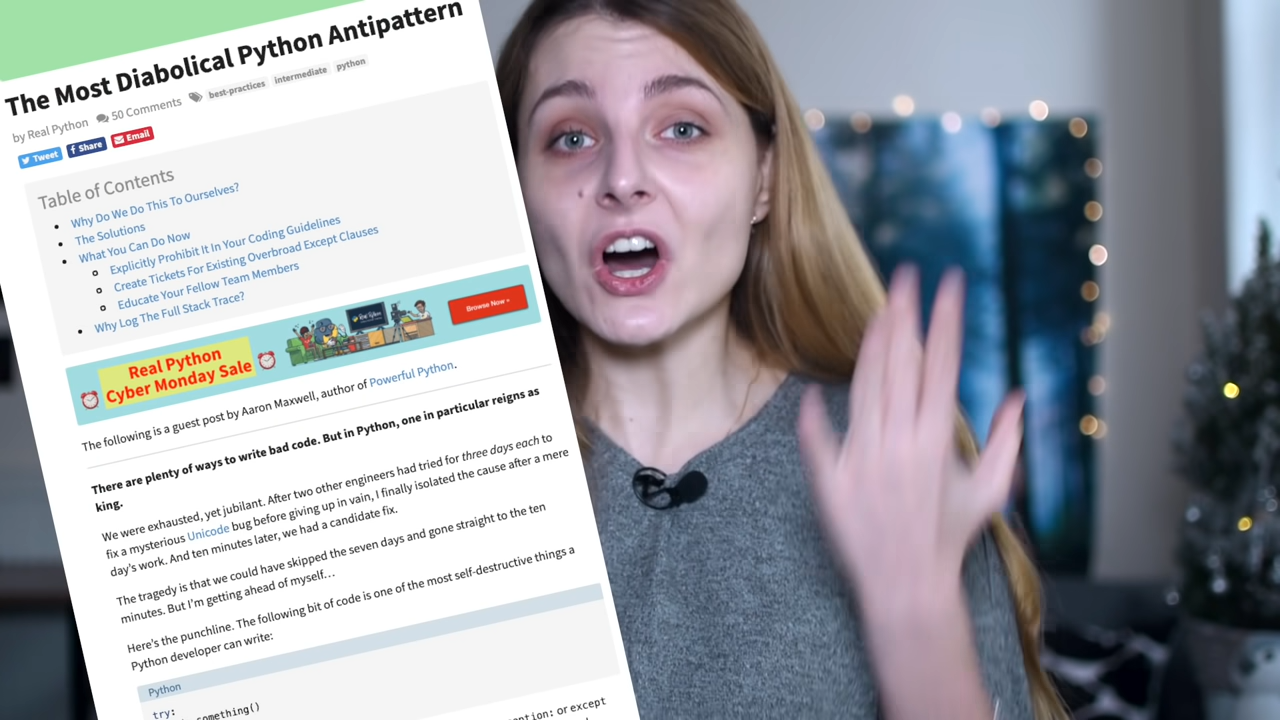 The Most Diabolical Python Antipattern
by Real Python 50 Comments best-practices intermediate python
Tweet Share Email
Table of Contents
Why Do We Do This To Ourselves?
The Solutions
What You Can Do Now
Explicitly Prohibit It In Your Coding Guidelines
Create Tickets For Existing Overbroad Except Clauses
Educate Your Fellow Team Members
Why Log The Full Stack Trace?
Real Python
Cyber Monday Sale
Browse Now »
The following is a guest post by Aaron Maxwell, author of Powerful Python.
There are plenty of ways to write bad code. But in Python, one in particular reigns as
king.
We were exhausted, yet jubilant. After two other engineers had tried for three days each to
fix a mysterious Unicode bug before giving up in vain, I finally isolated the cause after a mere
day's work. And ten minutes later, we had a candidate fix.
The tragedy is that we could have skipped the seven days and gone straight to the ten
minutes. But I'm getting ahead of myself…
Here's the punchline. The following bit of code is one of the most self-destructive things a
Python developer can write:
Python
try:
something()
or except